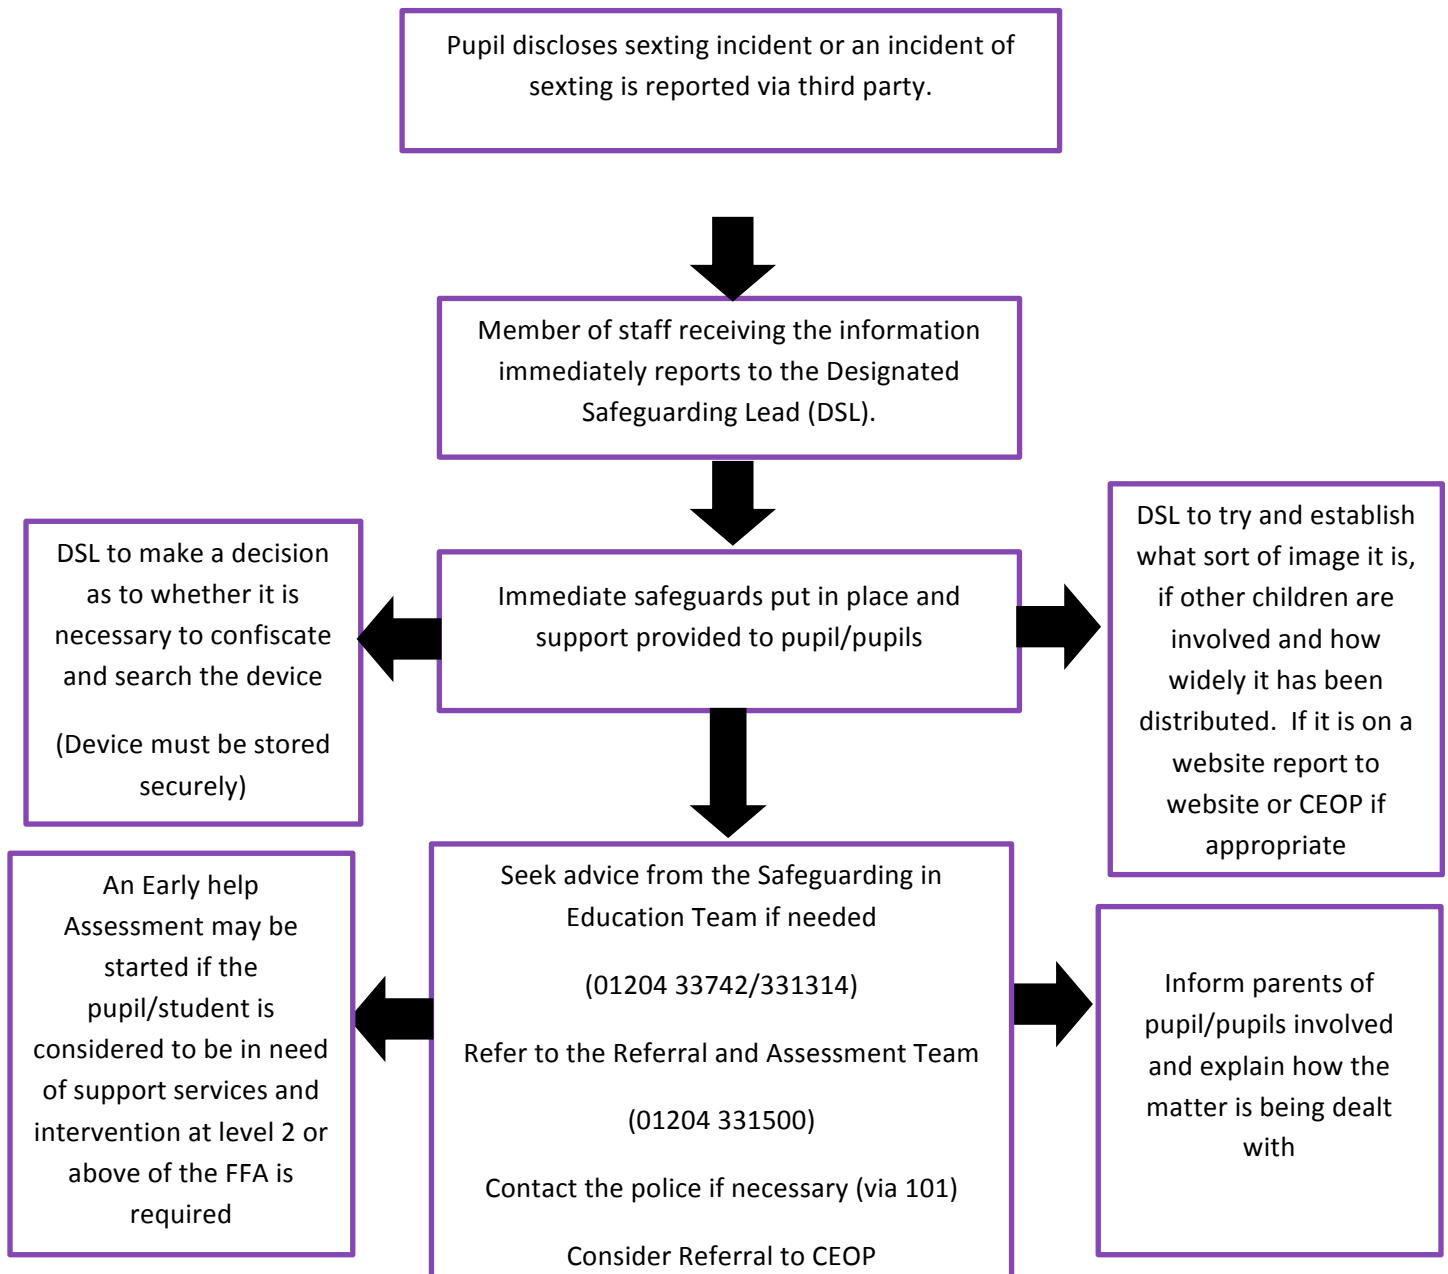 Pupil discloses sexting incident or an incident of
sexting is reported via third party.
Member of staff receiving the information
immediately reports to the Designated
Safeguarding Lead (DSL).
DSL to make a decision
as to whether it is
necessary to confiscate
and search the device
(Device must be stored
securely)
Immediate safeguards put in place and
support provided to pupil/pupils
DSL to try and establish
what sort of image it is,
if other children are
involved and how
widely it has been
distributed.  If it is on a
website report to
website or CEOP if
appropriate
An Early help
Assessment may be
started if the
pupil/student is
considered to be in need
of support services and
intervention at level 2 or
above of the FFA is
required
Seek advice from the Safeguarding in
Education Team if needed
(01204 33742/331314)
Refer to the Referral and Assessment Team
(01204 331500)
Contact the police if necessary (via 101)
Consider Referral to CEOP
Inform parents of
pupil/pupils involved
and explain how the
matter is being dealt
with